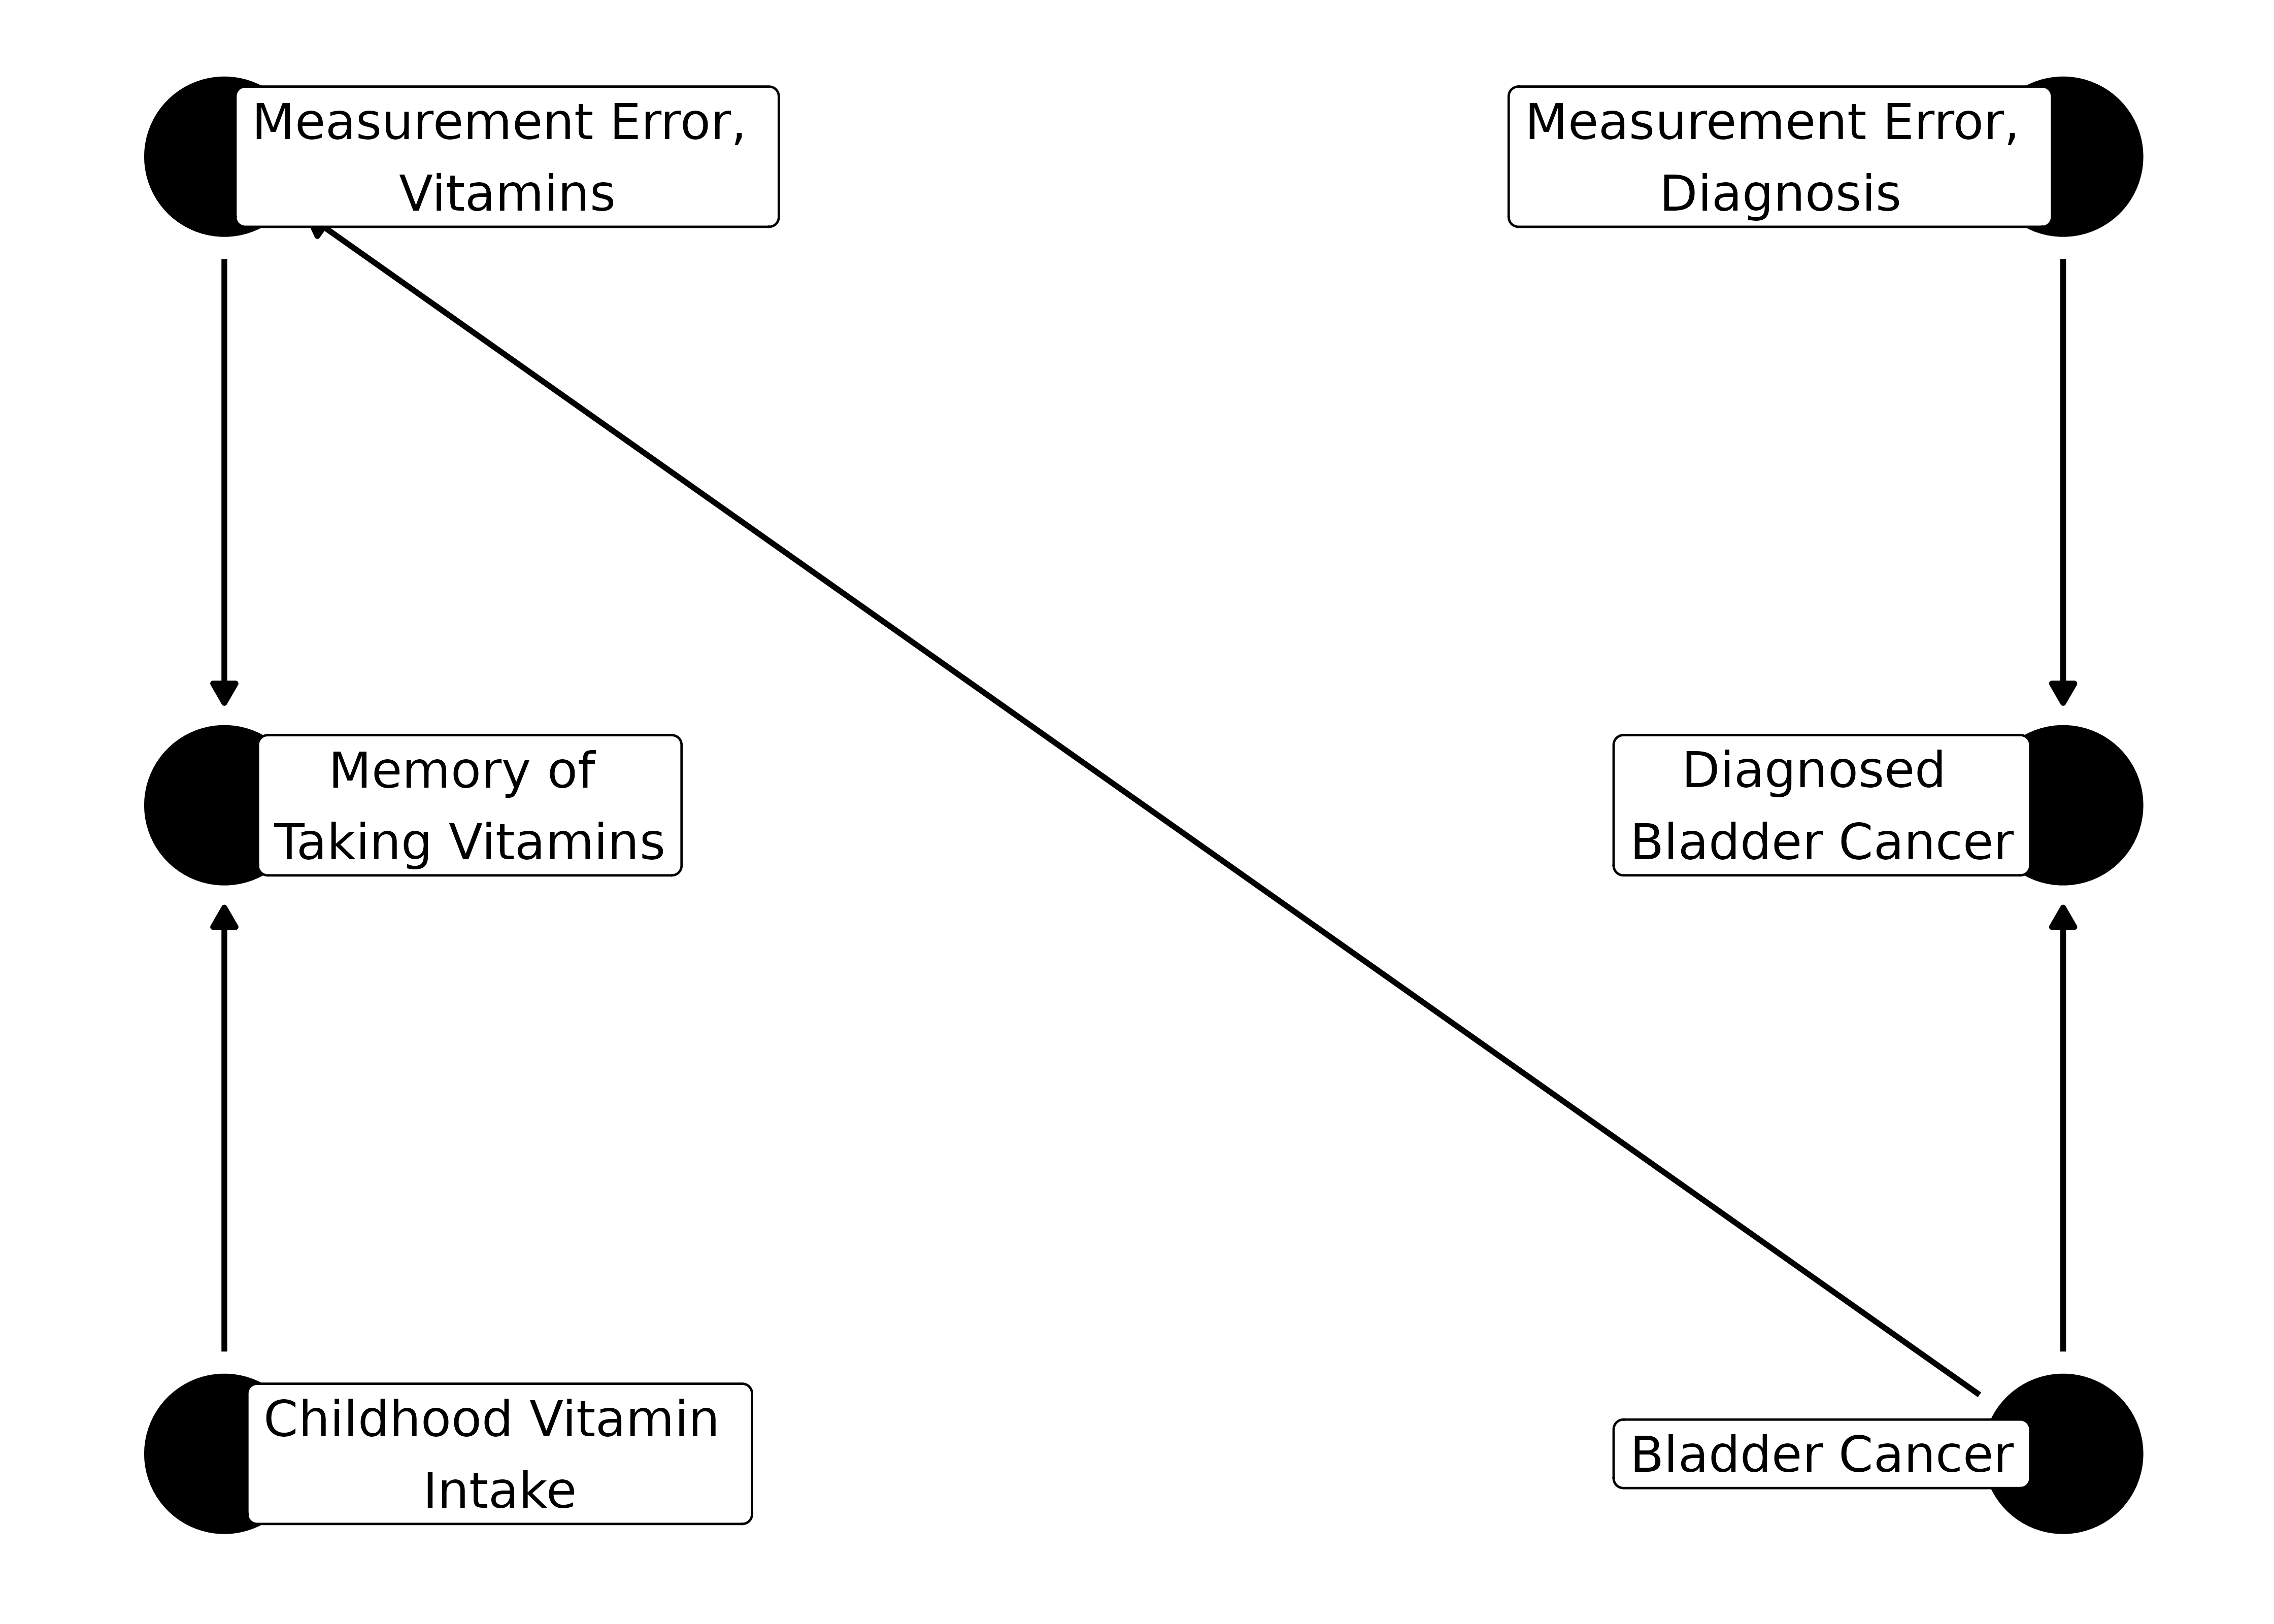 Measurement Error,
Vitamins
Measurement Error,
Diagnosis
Memory of
Taking Vitamins
Diagnosed
Bladder Cancer
Childhood Vitamin
Intake
Bladder Cancer